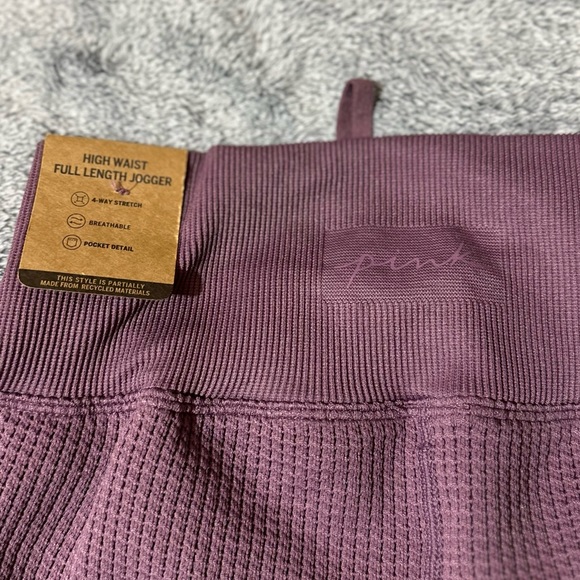 HIGH WAIST
FULL LENGTH JOGGER
4-WAY STRETCH
BREATHABLE
POCKET DETAIL
THIS STYLE IS PARTIALLY
MADE FROM RECYCLED MATERIALS
pink